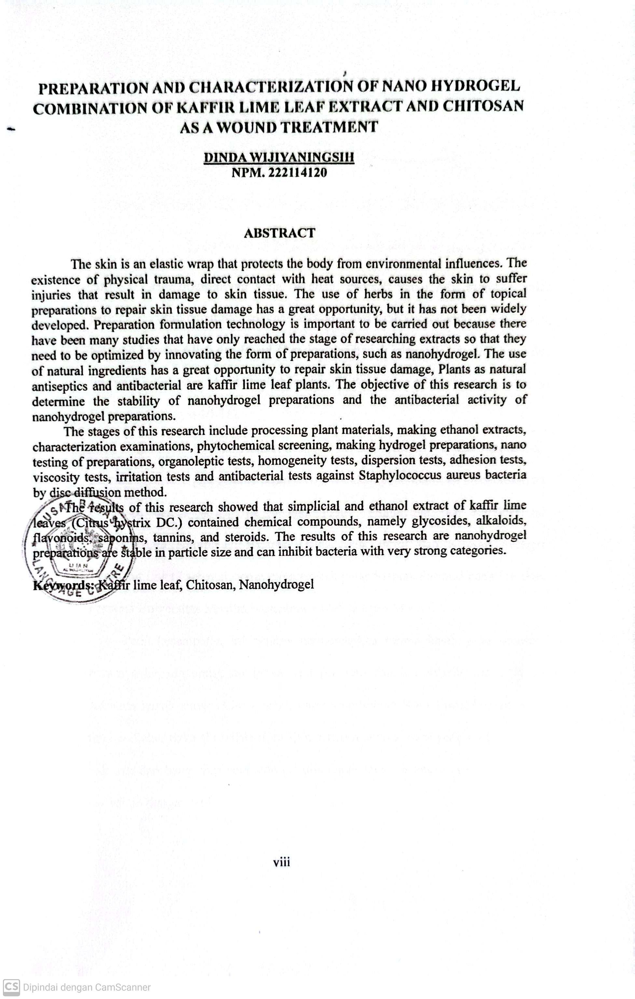 PREPARATION AND CHARACTERIZATION OF NANO HYDROGEL
COMBINATION OF KAFFIR LIME LEAF EXTRACT AND CHITOSAN
AS A WOUND TREATMENT
DINDA WIJIYANINGSIH
NPM. 222114120
ABSTRACT
The skin is an elastic wrap that protects the body from environmental influences. The
existence of physical trauma, direct contact with heat sources, causes the skin to suffer
injuries that result in damage to skin tissue. The use of herbs in the form of topical
preparations to repair skin tissue damage has a great opportunity, but it has not been widely
developed. Preparation formulation technology is important to be carried out because there
have been many studies that have only reached the stage of researching extracts so that they
need to be optimized by innovating the form of preparations, such as nanohydrogel. The use
of natural ingredients has a great opportunity to repair skin tissue damage, Plants as natural
antiseptics and antibacterial are kaffir lime leaf plants. The objective of this research is to
determine the stability of nanohydrogel preparations and the antibacterial activity of
nanohydrogel preparations.
The stages of this research include processing plant materials, making ethanol extracts,
characterization examinations, phytochemical screening, making hydrogel preparations, nano
testing of preparations, organoleptic tests, homogeneity tests, dispersion tests, adhesion tests,
viscosity tests, irritation tests and antibacterial tests against Staphylococcus aureus bacteria
by disc diffusion method.
The results of this research showed that simplicial and ethanol extract of kaffir lime
leaves (Citrus hystrix DC.) contained chemical compounds, namely glycosides, alkaloids,
flavonoids, saponins, tannins, and steroids. The results of this research are nanohydrogel
preparations are stable in particle size and can inhibit bacteria with very strong categories.
Keywords: Kaffir lime leaf, Chitosan, Nanohydrogel
PUSAT BAHASA
UMN
AL WASHLIYAH
LANGUAGE CENTRE
viii
CS Dipindai dengan CamScanner